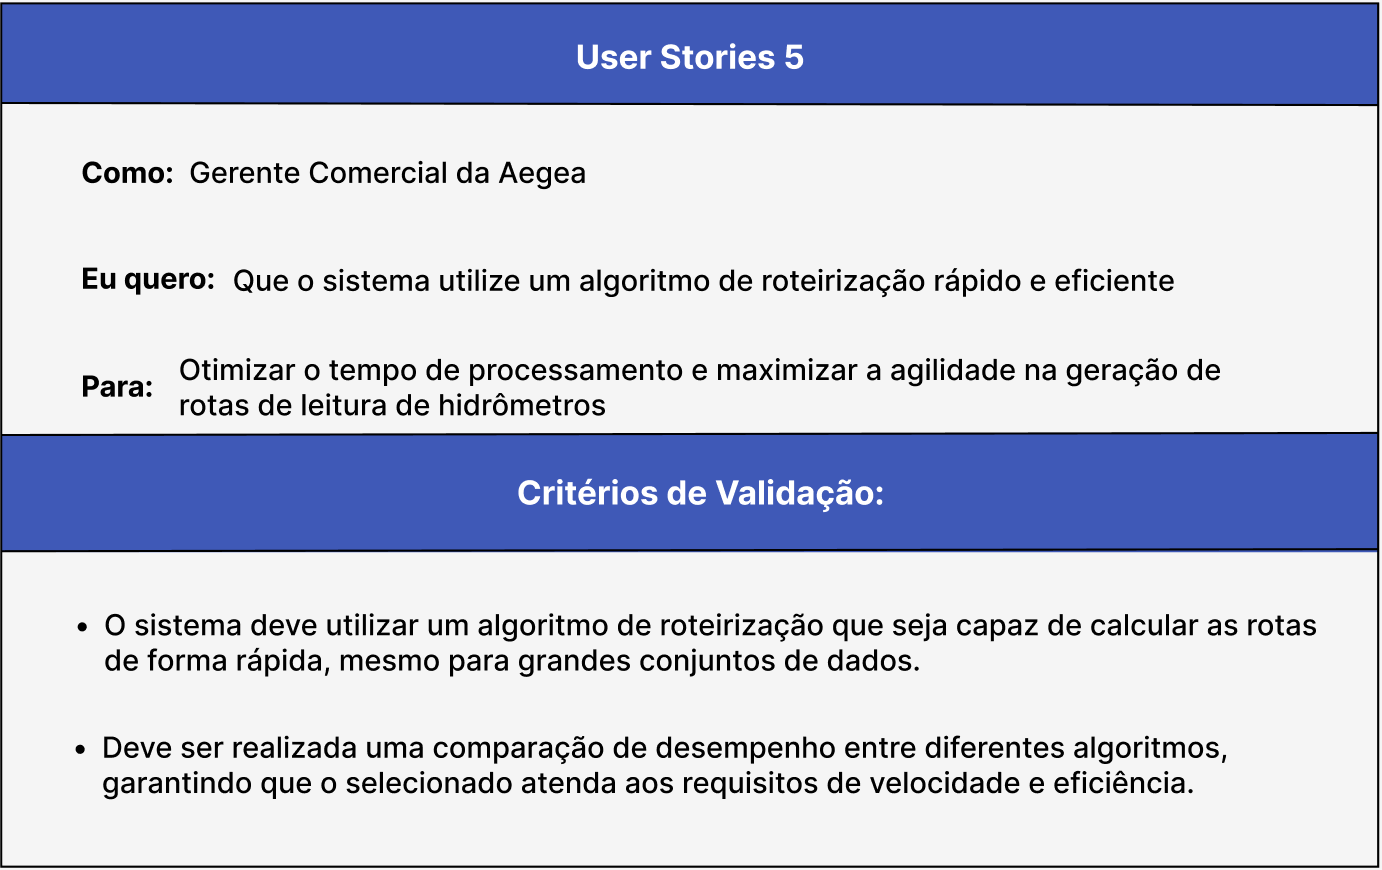 User Stories 5
Como: Gerente Comercial da Aegea
Eu quero: Que o sistema utilize um algoritmo de roteirização rápido e eficiente
Para: Otimizar o tempo de processamento e maximizar a agilidade na geração de
rotas de leitura de hidrômetros
Critérios de Validação:
• O sistema deve utilizar um algoritmo de roteirização que seja capaz de calcular as rotas
de forma rápida, mesmo para grandes conjuntos de dados.
• Deve ser realizada uma comparação de desempenho entre diferentes algoritmos,
garantindo que o selecionado atenda aos requisitos de velocidade e eficiência.